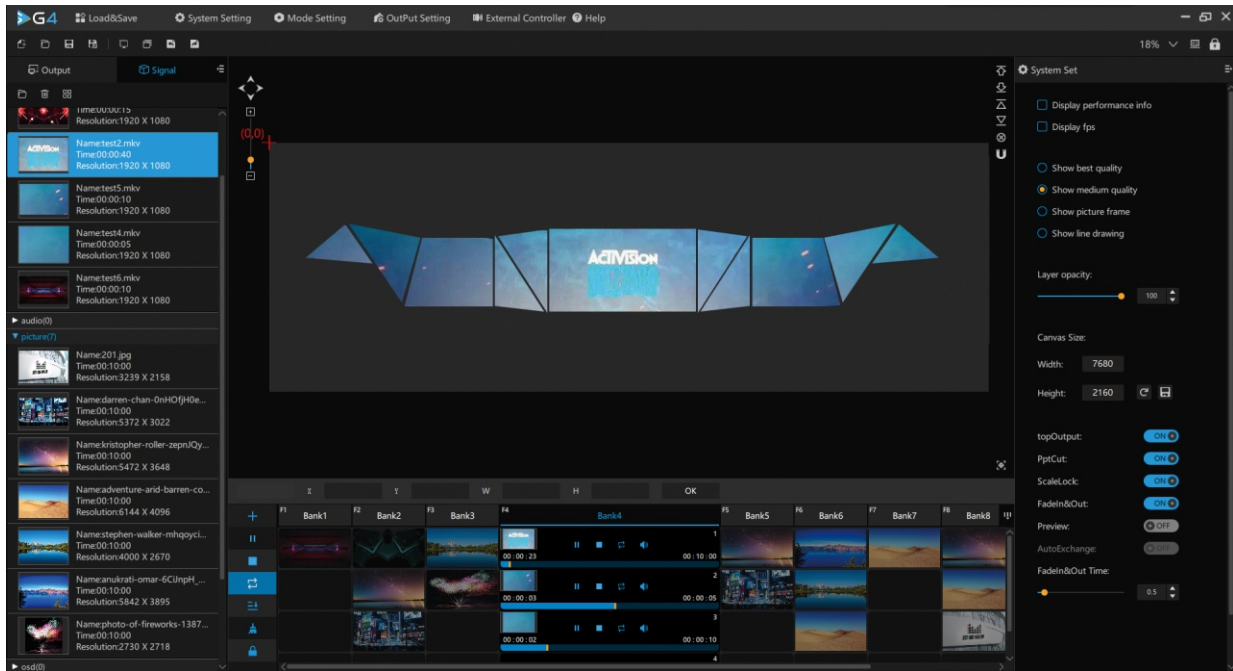 G4
Load&Save
System Setting
Mode Setting
OutPut Setting
External Controller
Help
18%
Output
Signal
Time:00:00:15
Resolution:1920 X 1080
Name:test2.mkv
Time:00:00:40
Resolution:1920 X 1080
Name:test5.mkv
Time:00:00:10
Resolution:1920 X 1080
Name:test4.mkv
Time:00:00:05
Resolution:1920 X 1080
Name:test6.mkv
Time:00:00:10
Resolution:1920 X 1080
audio(0)
picture(7)
Name:201.jpg
Time:00:10:00
Resolution:3239 X 2158
Name:darren-chan-0nHOfjH0e...
Time:00:10:00
Resolution:5372 X 3022
Name:kristopher-roller-zepnJQy...
Time:00:10:00
Resolution:5472 X 3648
Name:adventure-arid-barren-co...
Time:00:10:00
Resolution:6144 X 4096
Name:stephen-walker-mhqoyci...
Time:00:10:00
Resolution:4000 X 2670
Name:anukrati-omar-6CiJnpH_...
Time:00:10:00
Resolution:5842 X 3895
Name:photo-of-fireworks-1387...
Time:00:10:00
Resolution:2730 X 2718
osd(0)
(0,0)
ACTIVISION
X Y W H OK
F1 Bank1
F2 Bank2
F3 Bank3
F4 Bank4
F5 Bank5
F6 Bank6
F7 Bank7
F8 Bank8
1
00:00:23
00:10:00
2
00:00:03
00:00:05
3
00:00:02
00:00:10
4
System Set
Display performance info
Display fps
Show best quality
Show medium quality
Show picture frame
Show line drawing
Layer opacity:
100
Canvas Size:
Width: 7680
Height: 2160
topOutput: ON
PptCut: ON
ScaleLock: ON
FadeIn&Out: ON
Preview: OFF
AutoExchange: OFF
FadeIn&Out Time:
0.5